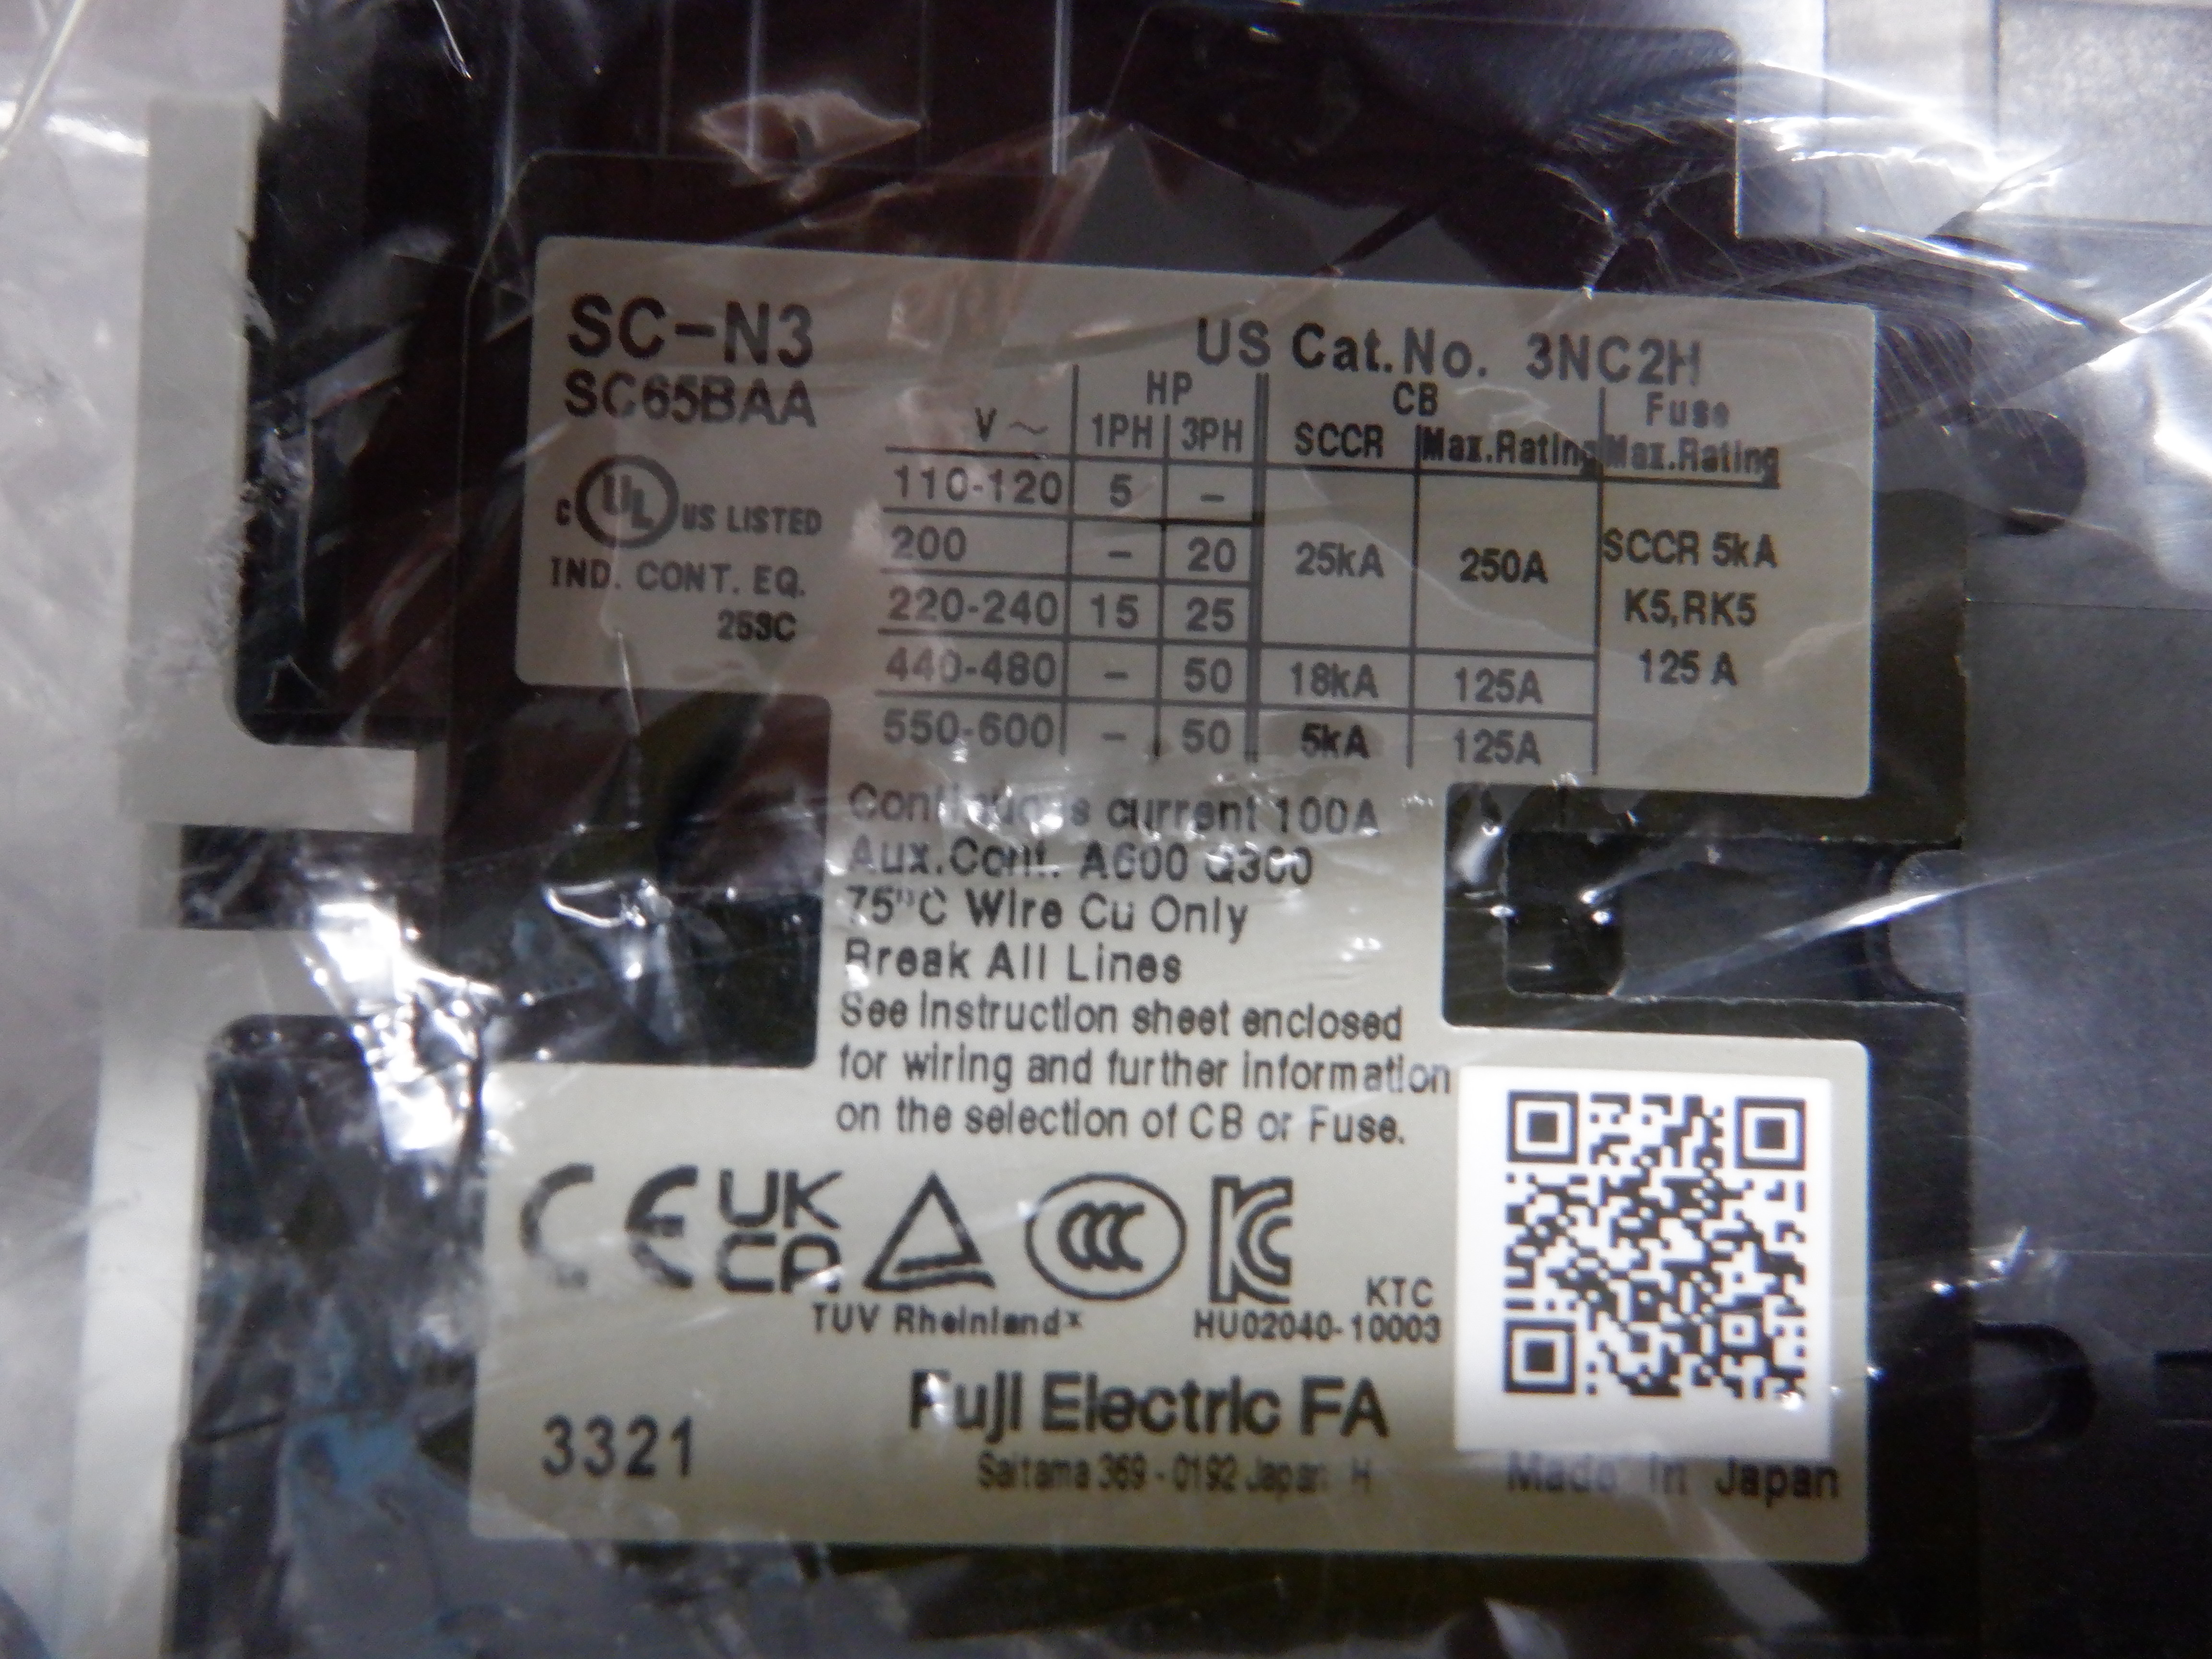 SC-N3
SC65BAA
C UL US LISTED
IND. CONT. EQ.
253C
US Cat.No. 3NC2H
HP CB Fuse
V ~ 1PH 3PH SCCR Max.Rating Max.Rating
110-120 5 -
200 - 20 25kA 250A SCCR 5kA
220-240 15 25 K5,RK5
440-480 - 50 18kA 125A 125 A
550-600 - 50 5kA 125A
Continuous current 100A
Aux.Cont. A600 Q300
75°C Wire Cu Only
Break All Lines
See Instruction sheet enclosed
for wiring and further information
on the selection of CB or Fuse.
CE UK CA CCC KC
TUV Rheinland
KTC
HU02040-10003
3321
Fuji Electric FA
Saitama 369-0192 Japan H
Made in Japan